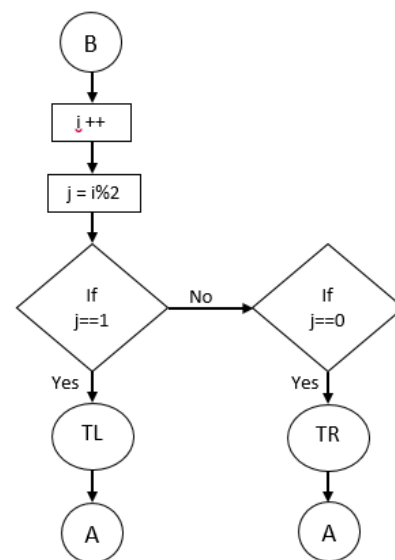 B
i ++
j = i%2
If
j==1
No
If
j==0
Yes
Yes
TL
TR
A
A